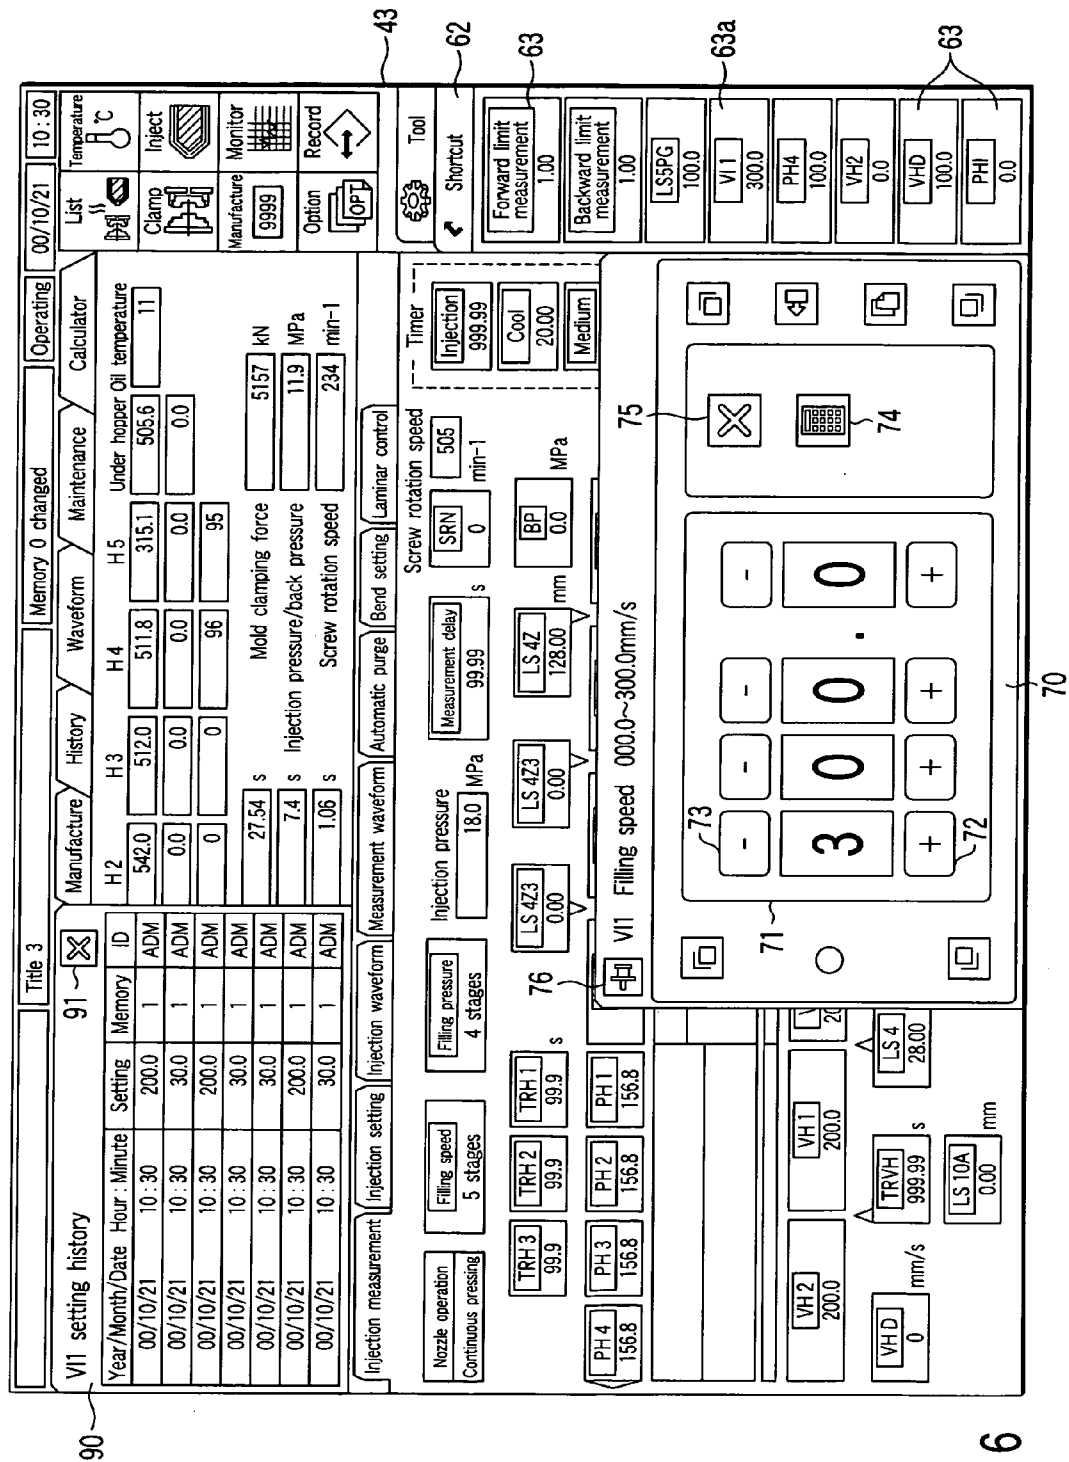 Title 3
Memory 0 changed
Operating
00/10/21
10:30
90
VI1 setting history
91
Year/Month/Date Hour : Minute Setting Memory ID
00/10/21 10:30 200.0 1 ADM
00/10/21 10:30 30.0 1 ADM
00/10/21 10:30 200.0 1 ADM
00/10/21 10:30 30.0 1 ADM
00/10/21 10:30 30.0 1 ADM
00/10/21 10:30 200.0 1 ADM
00/10/21 10:30 30.0 1 ADM
Manufacture History Waveform Maintenance Calculator
H2 H3 H4 H5 Under hopper Oil temperature
542.0 512.0 511.8 315.1 505.6 11
0.0 0.0 0.0 0.0 0.0
0 0 96 95
27.54 s Mold clamping force 5157 kN
7.4 s Injection pressure/back pressure 11.9 MPa
1.06 s Screw rotation speed 234 min-1
List
Temperature
°C
Clamp
Inject
Manufacture
9999
Monitor
Option
OPT
Record
43
Injection measurement Injection setting Injection waveform Measurement waveform Automatic purge Bend setting Laminar control
Tool
Shortcut
62
Nozzle operation
Continuous pressing
Filling speed
5 stages
Filling pressure
4 stages
Injection pressure
18.0 MPa
Measurement delay
99.99 s
Screw rotation speed
SRN
0
505
min-1
Timer
Injection
999.99
Cool
20.00
Medium
TRH3
99.9
TRH2
99.9
TRH1
99.9
s
LS4Z3
0.00
LS4Z3
0.00
LS4Z
128.00
mm
BP
0.0
MPa
PH4
156.8
PH3
156.8
PH2
156.8
PH1
156.8
Forward limit
measurement
1.00
63
Backward limit
measurement
1.00
LS5PG
100.0
VI1
300.0
63a
PH4
100.0
VH2
0.0
VHD
100.0
63
PHI
0.0
VH2
200.0
VH1
200.0
V
20
VHD
0
mm/s
TRVH
999.99
s
LS4
28.00
LS10A
0.00
mm
76
VI1 Filling speed 000.0~300.0mm/s
71
73
- - - -
3 0 0 . 0
+ + + +
72
75
74
70
6